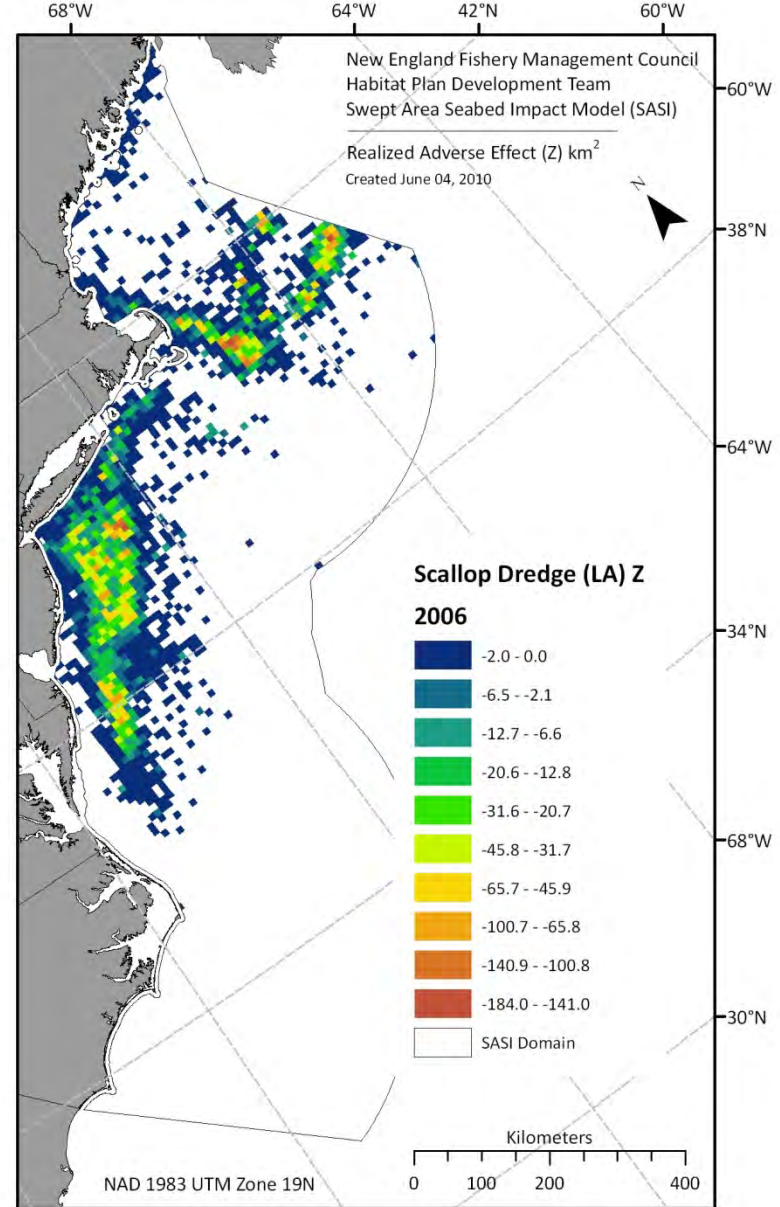 68°W 64°W 42°N 60°W
New England Fishery Management Council
Habitat Plan Development Team
Swept Area Seabed Impact Model (SASI)
Realized Adverse Effect (Z) km²
Created June 04, 2010
N
60°W
38°N
64°W
34°N
68°W
30°N
Scallop Dredge (LA) Z
2006
-2.0 - 0.0
-6.5 - -2.1
-12.7 - -6.6
-20.6 - -12.8
-31.6 - -20.7
-45.8 - -31.7
-65.7 - -45.9
-100.7 - -65.8
-140.9 - -100.8
-184.0 - -141.0
SASI Domain
Kilometers
0 100 200 400
NAD 1983 UTM Zone 19N